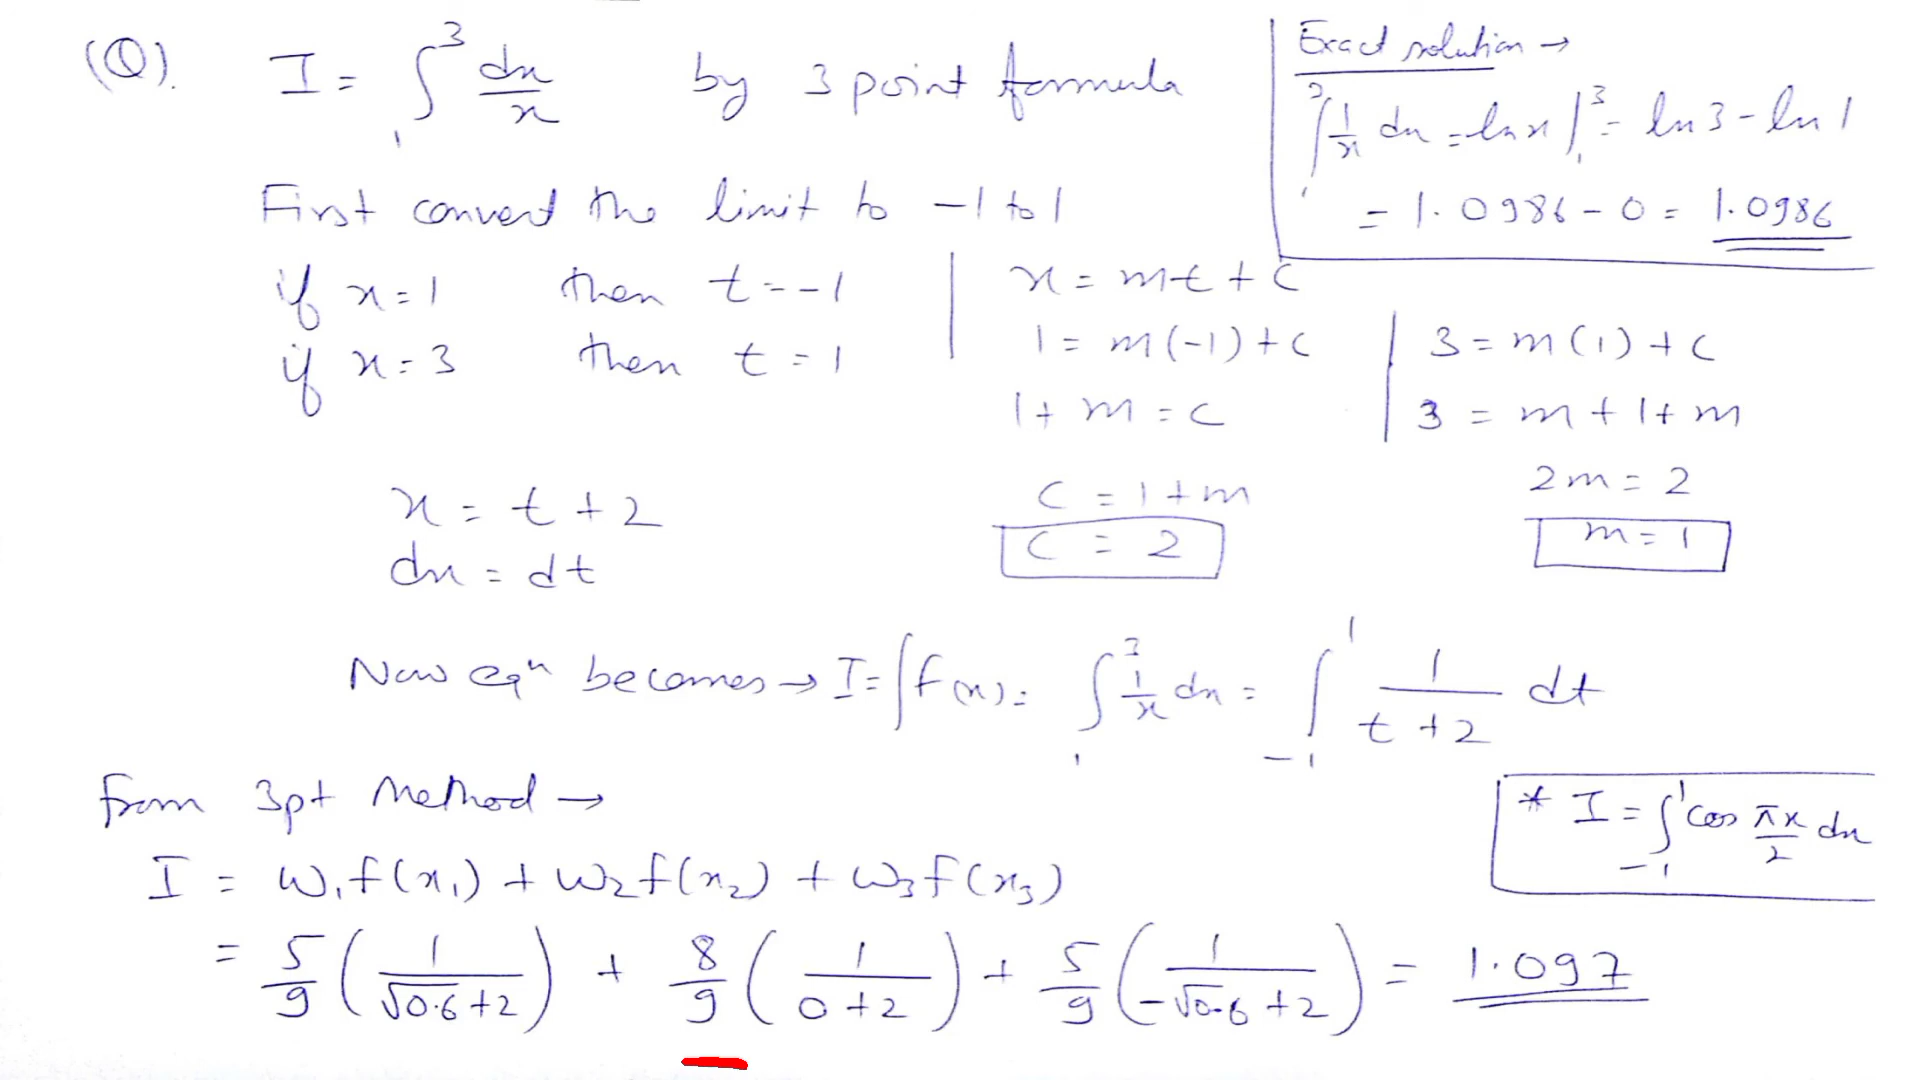 (Q). I = ∫₁³ dx/x by 3 point formula
Exact solution →
∫₁³ 1/x dx = ln x |₁³ = ln 3 - ln 1
= 1.0986 - 0 = 1.0986
First convert the limit to -1 to 1
if x = 1 then t = -1
if x = 3 then t = 1
x = mt + c
1 = m(-1) + c
1 + m = c
3 = m(1) + c
3 = m + 1 + m
2m = 2
m = 1
c = 1 + m
c = 2
x = t + 2
dx = dt
Now eqⁿ becomes → I = ∫f(x) = ∫₁³ 1/x dx = ∫₋₁¹ 1/(t+2) dt
from 3pt Method →
* I = ∫₋₁¹ cos πx/2 dx
I = w₁f(x₁) + w₂f(x₂) + w₃f(x₃)
= 5/9 (1/(√0.6+2)) + 8/9 (1/(0+2)) + 5/9 (1/(-√0.6+2)) = 1.097